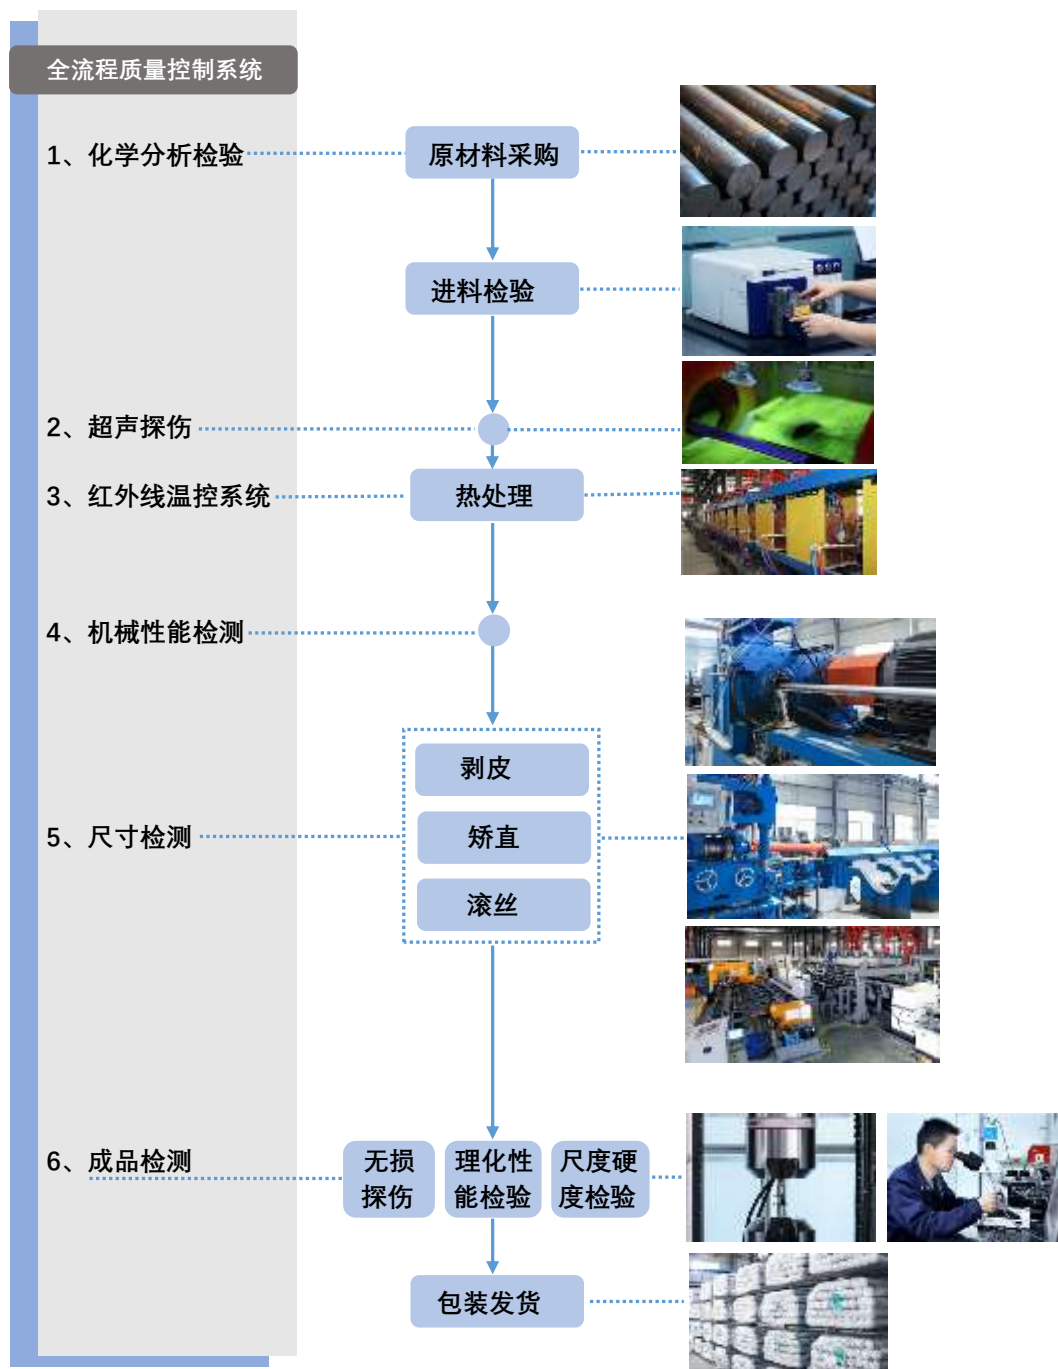 全流程质量控制系统
1、化学分析检验
原材料采购
进料检验
2、超声探伤
3、红外线温控系统
热处理
4、机械性能检测
剥皮
5、尺寸检测
矫直
滚丝
6、成品检测
无损
探伤
理化性
能检验
尺度硬
度检验
包装发货